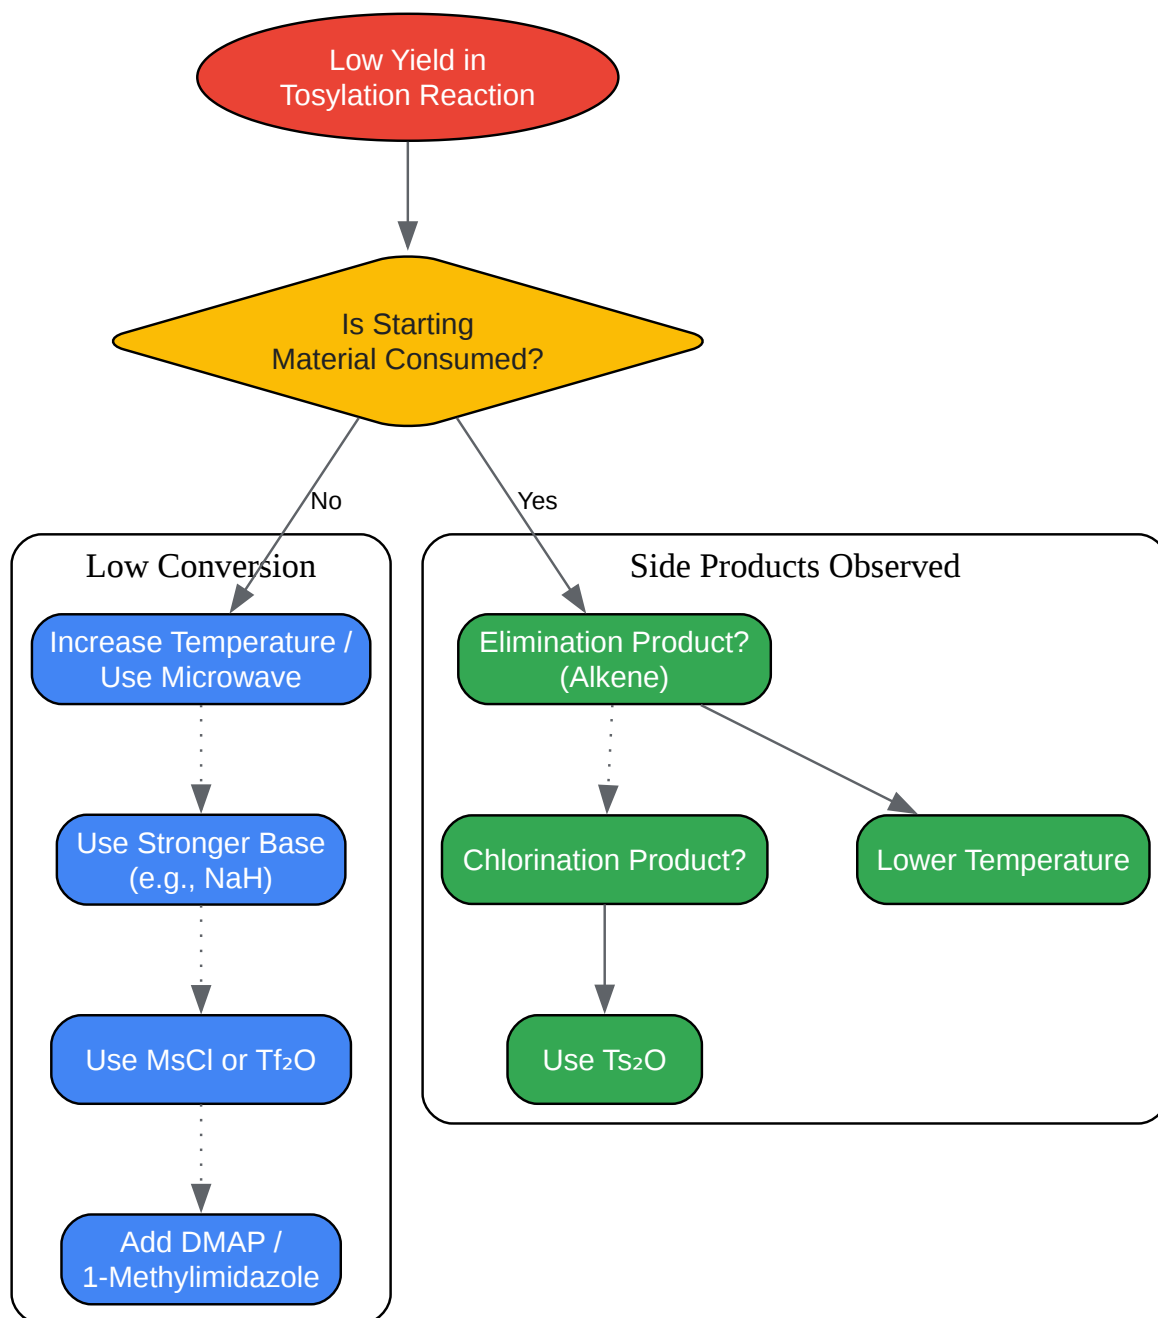 Low Yield in
Tosylation Reaction
Is Starting
Material Consumed?
No
Yes
Low Conversion
Side Products Observed
Increase Temperature /
Use Microwave
Elimination Product?
(Alkene)
Use Stronger Base
(e.g., NaH)
Chlorination Product?
Lower Temperature
Use MsCl or Tf₂O
Use Ts₂O
Add DMAP /
1-Methylimidazole